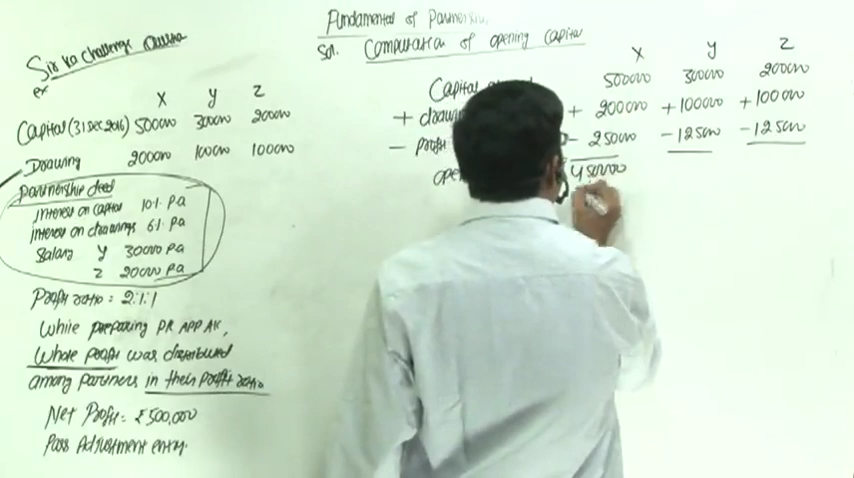 Sir ka challenge
ex
X Y Z
Capital (31 Dec 2016) 500000 300000 200000
Drawing 200000 100000 100000
Partnership deed
Interest on capital 10% Pa
Interest on drawings 6% Pa
Salary Y 30000 Pa
Z 20000 Pa
Profit ratio = 2:1:1
While preparing PR APP A/c,
Whole profit was distributed
among partners in their profit ratio
Net Profit = ₹500,000
Pass Adjustment entry.
Fundamental of
Sol. Computation of opening capital
X Y Z
Capital 500000 300000 200000
+ + 200000 + 100000 + 100000
- Profit - 25000 - 12500 - 12500
450000